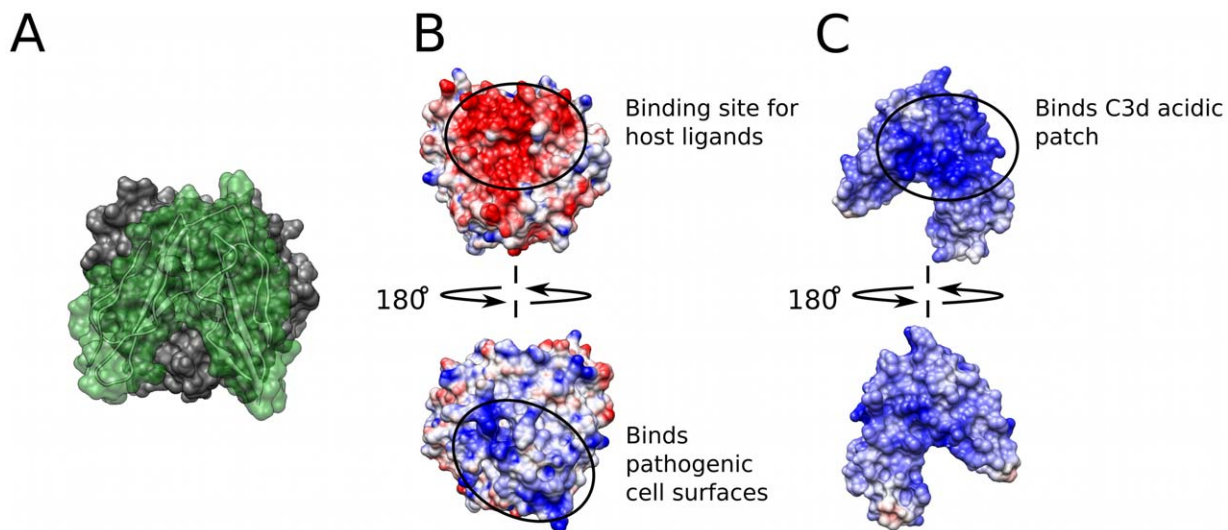 A
B
C
Binding site for
host ligands
Binds C3d acidic
patch
180°
180°
Binds
pathogenic
cell surfaces